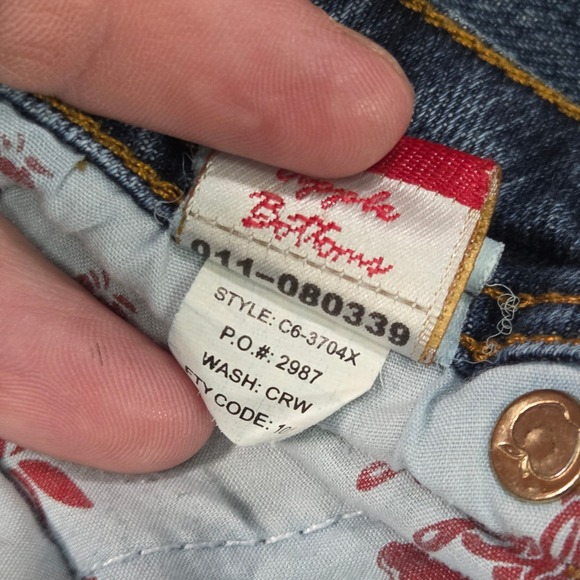 Apple
Bottoms
911-080339
STYLE: C6-3704X
P.O.#: 2987
WASH: CRW
CODE: